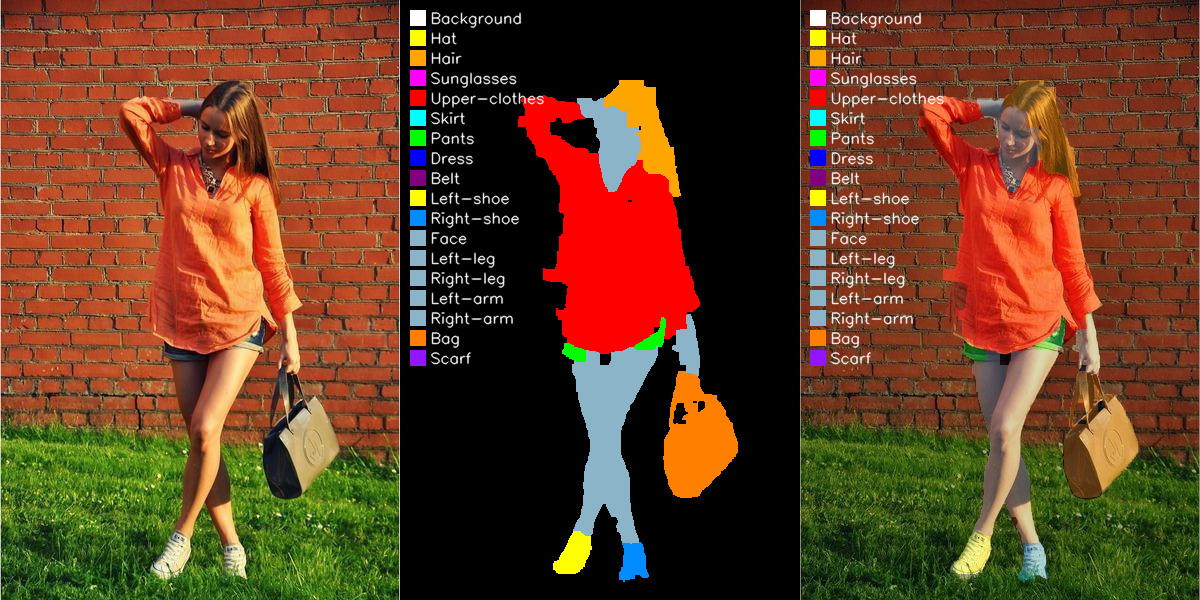 Background
Hat
Hair
Sunglasses
Upper-clothes
Skirt
Pants
Dress
Belt
Left-shoe
Right-shoe
Face
Left-leg
Right-leg
Left-arm
Right-arm
Bag
Scarf
Background
Hat
Hair
Sunglasses
Upper-clothes
Skirt
Pants
Dress
Belt
Left-shoe
Right-shoe
Face
Left-leg
Right-leg
Left-arm
Right-arm
Bag
Scarf